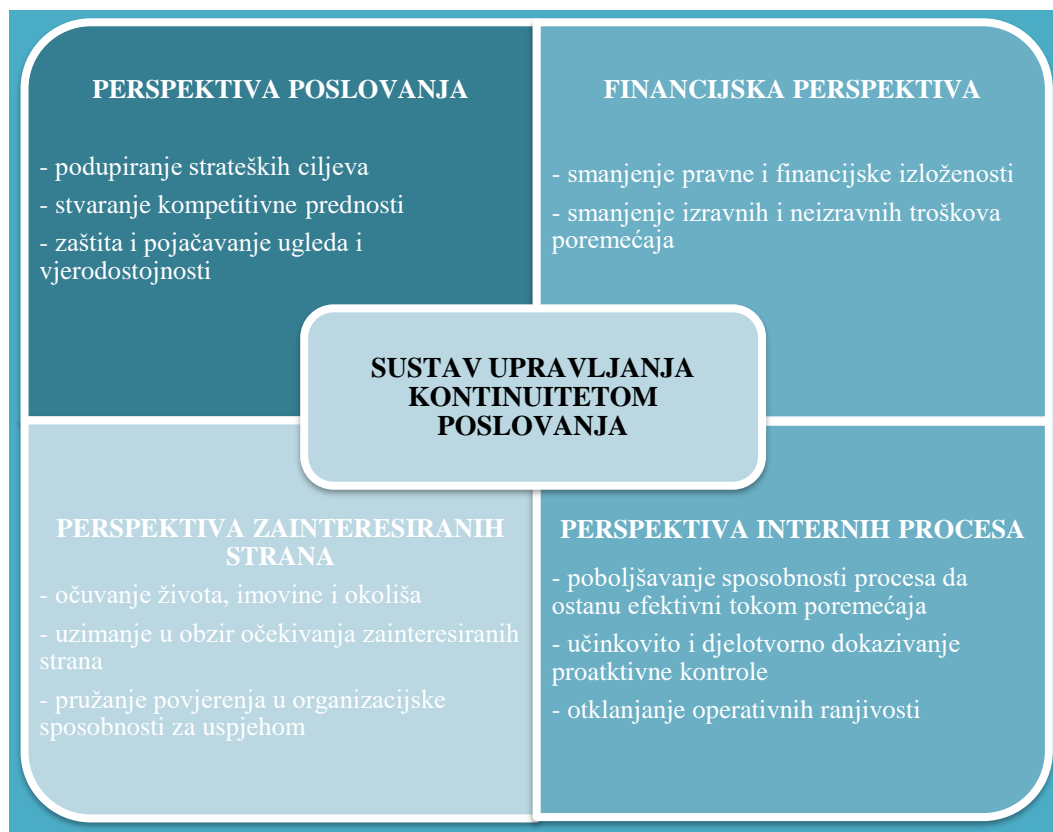 PERSPEKTIVA POSLOVANJA
- podupiranje strateških ciljeva
- stvaranje kompetitivne prednosti
- zaštita i pojačavanje ugleda i
vjerodostojnosti
FINANCIJSKA PERSPEKTIVA
- smanjenje pravne i financijske izloženosti
- smanjenje izravnih i neizravnih troškova
poremećaja
SUSTAV UPRAVLJANJA
KONTINUITETOM
POSLOVANJA
PERSPEKTIVA ZAINTERESIRANIH
STRANA
- očuvanje života, imovine i okoliša
- uzimanje u obzir očekivanja zainteresiranih
strana
- pružanje povjerenja u organizacijske
sposobnosti za uspjehom
PERSPEKTIVA INTERNIH PROCESA
- poboljšavanje sposobnosti procesa da
ostanu efektivni tokom poremećaja
- učinkovito i djelotvorno dokazivanje
proatktivne kontrole
- otklanjanje operativnih ranjivosti